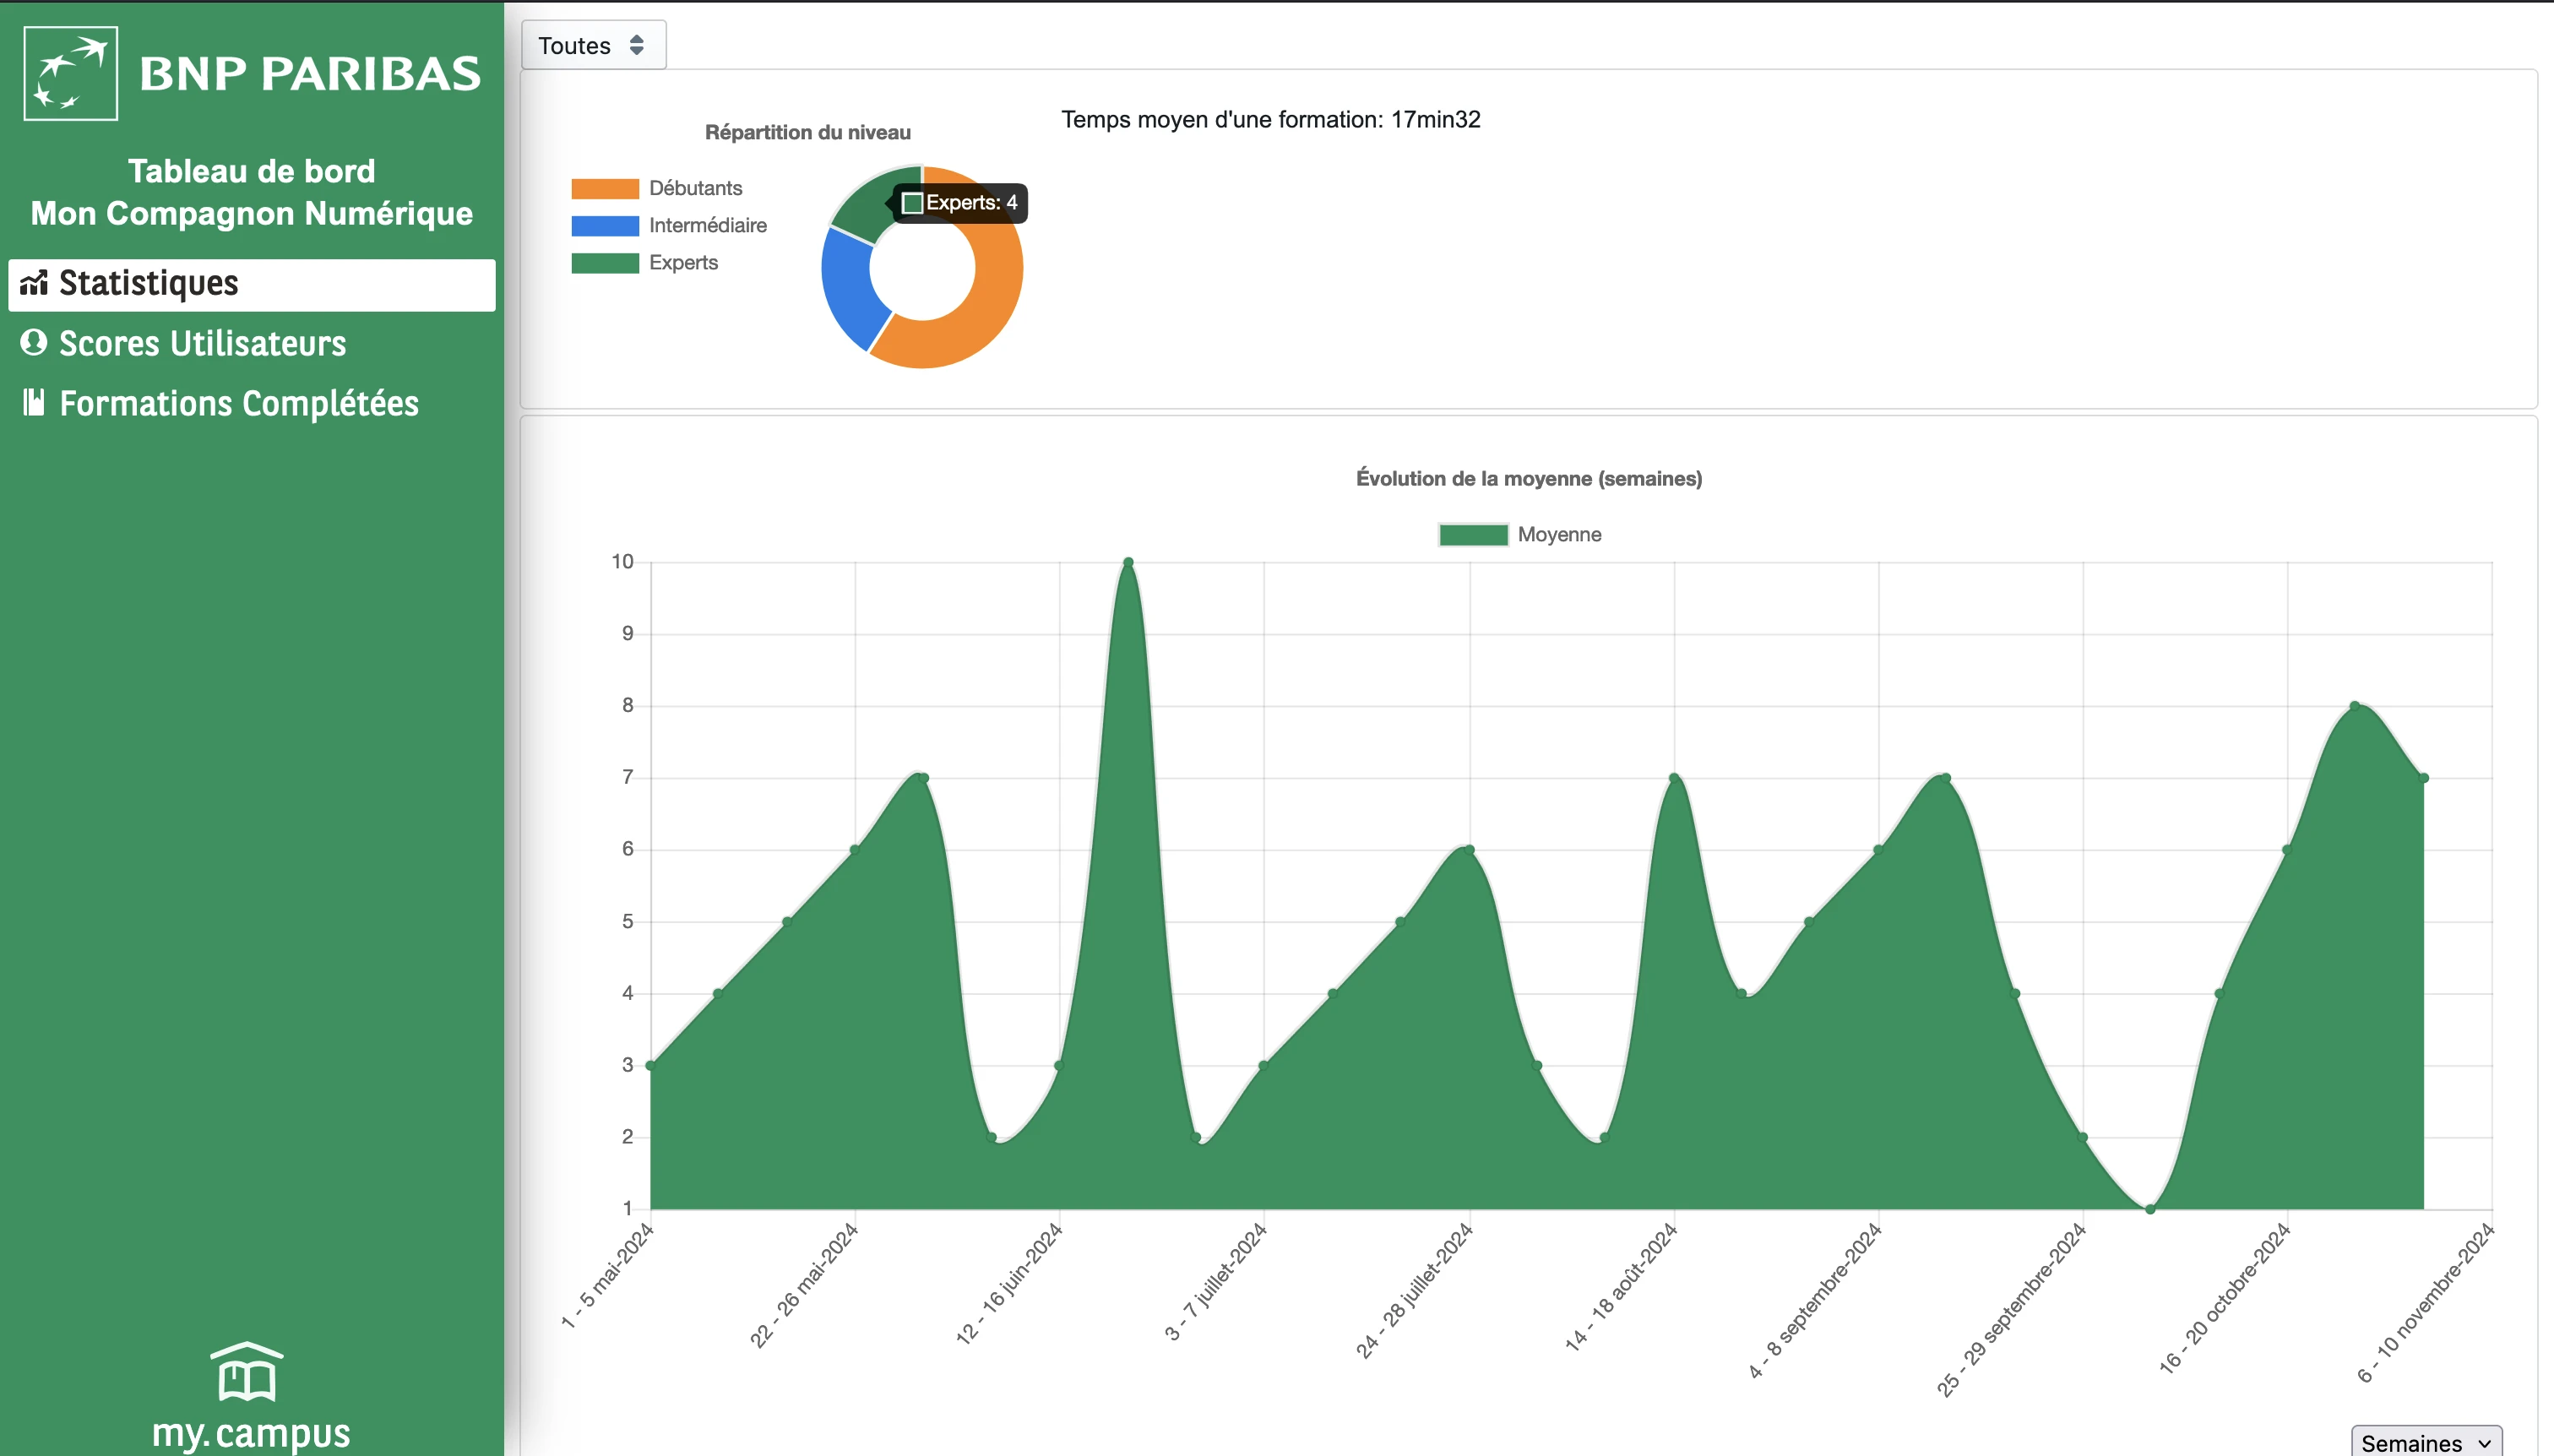 BNP PARIBAS
Tableau de bord
Mon Compagnon Numérique
Statistiques
Scores Utilisateurs
Formations Complétées
my.campus
Toutes
Répartition du niveau
Débutants
Intermédiaire
Experts
Experts: 4
Temps moyen d'une formation: 17min32
Évolution de la moyenne (semaines)
Moyenne
10
9
8
7
6
5
4
3
2
1
1 - 5 mai-2024
22 - 26 mai-2024
12 - 16 juin-2024
3 - 7 juillet-2024
24 - 28 juillet-2024
14 - 18 août-2024
4 - 8 septembre-2024
25 - 29 septembre-2024
16 - 20 octobre-2024
6 - 10 novembre-2024
Semaines